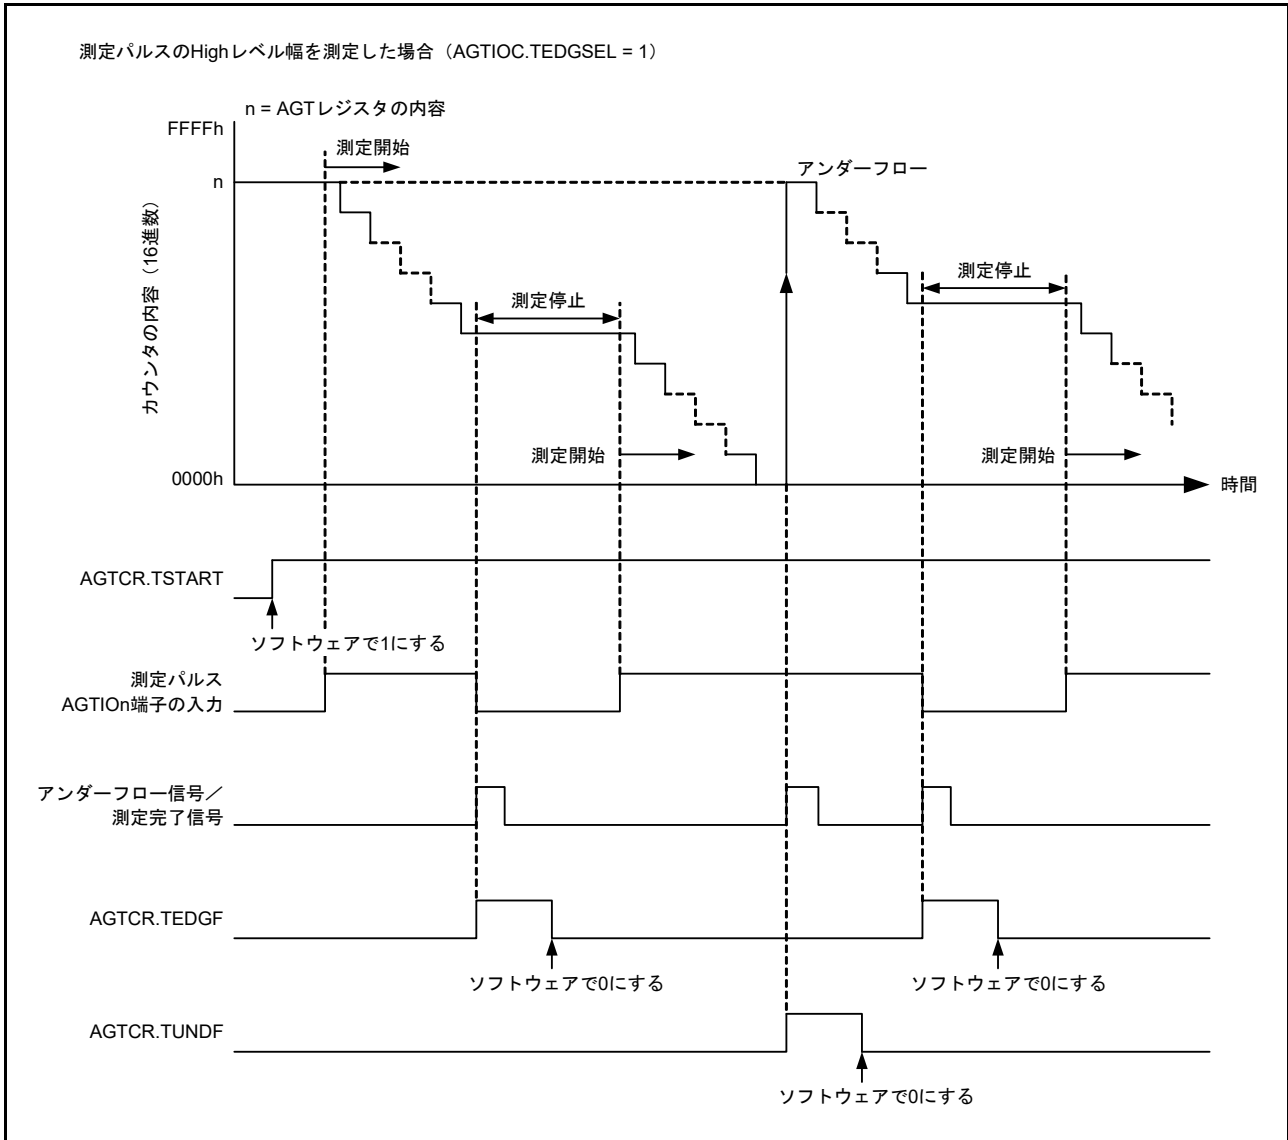 測定パルスのHighレベル幅を測定した場合（AGTIOC.TEDGSEL = 1）
n = AGTレジスタの内容
FFFFh
測定開始
アンダーフロー
n
カウンタの内容（16進数）
測定停止
測定停止
測定開始
測定開始
0000h
時間
AGTCR.TSTART
ソフトウェアで1にする
測定パルス
AGTIOn端子の入力
アンダーフロー信号／
測定完了信号
AGTCR.TEDGF
ソフトウェアで0にする
ソフトウェアで0にする
AGTCR.TUNDF
ソフトウェアで0にする